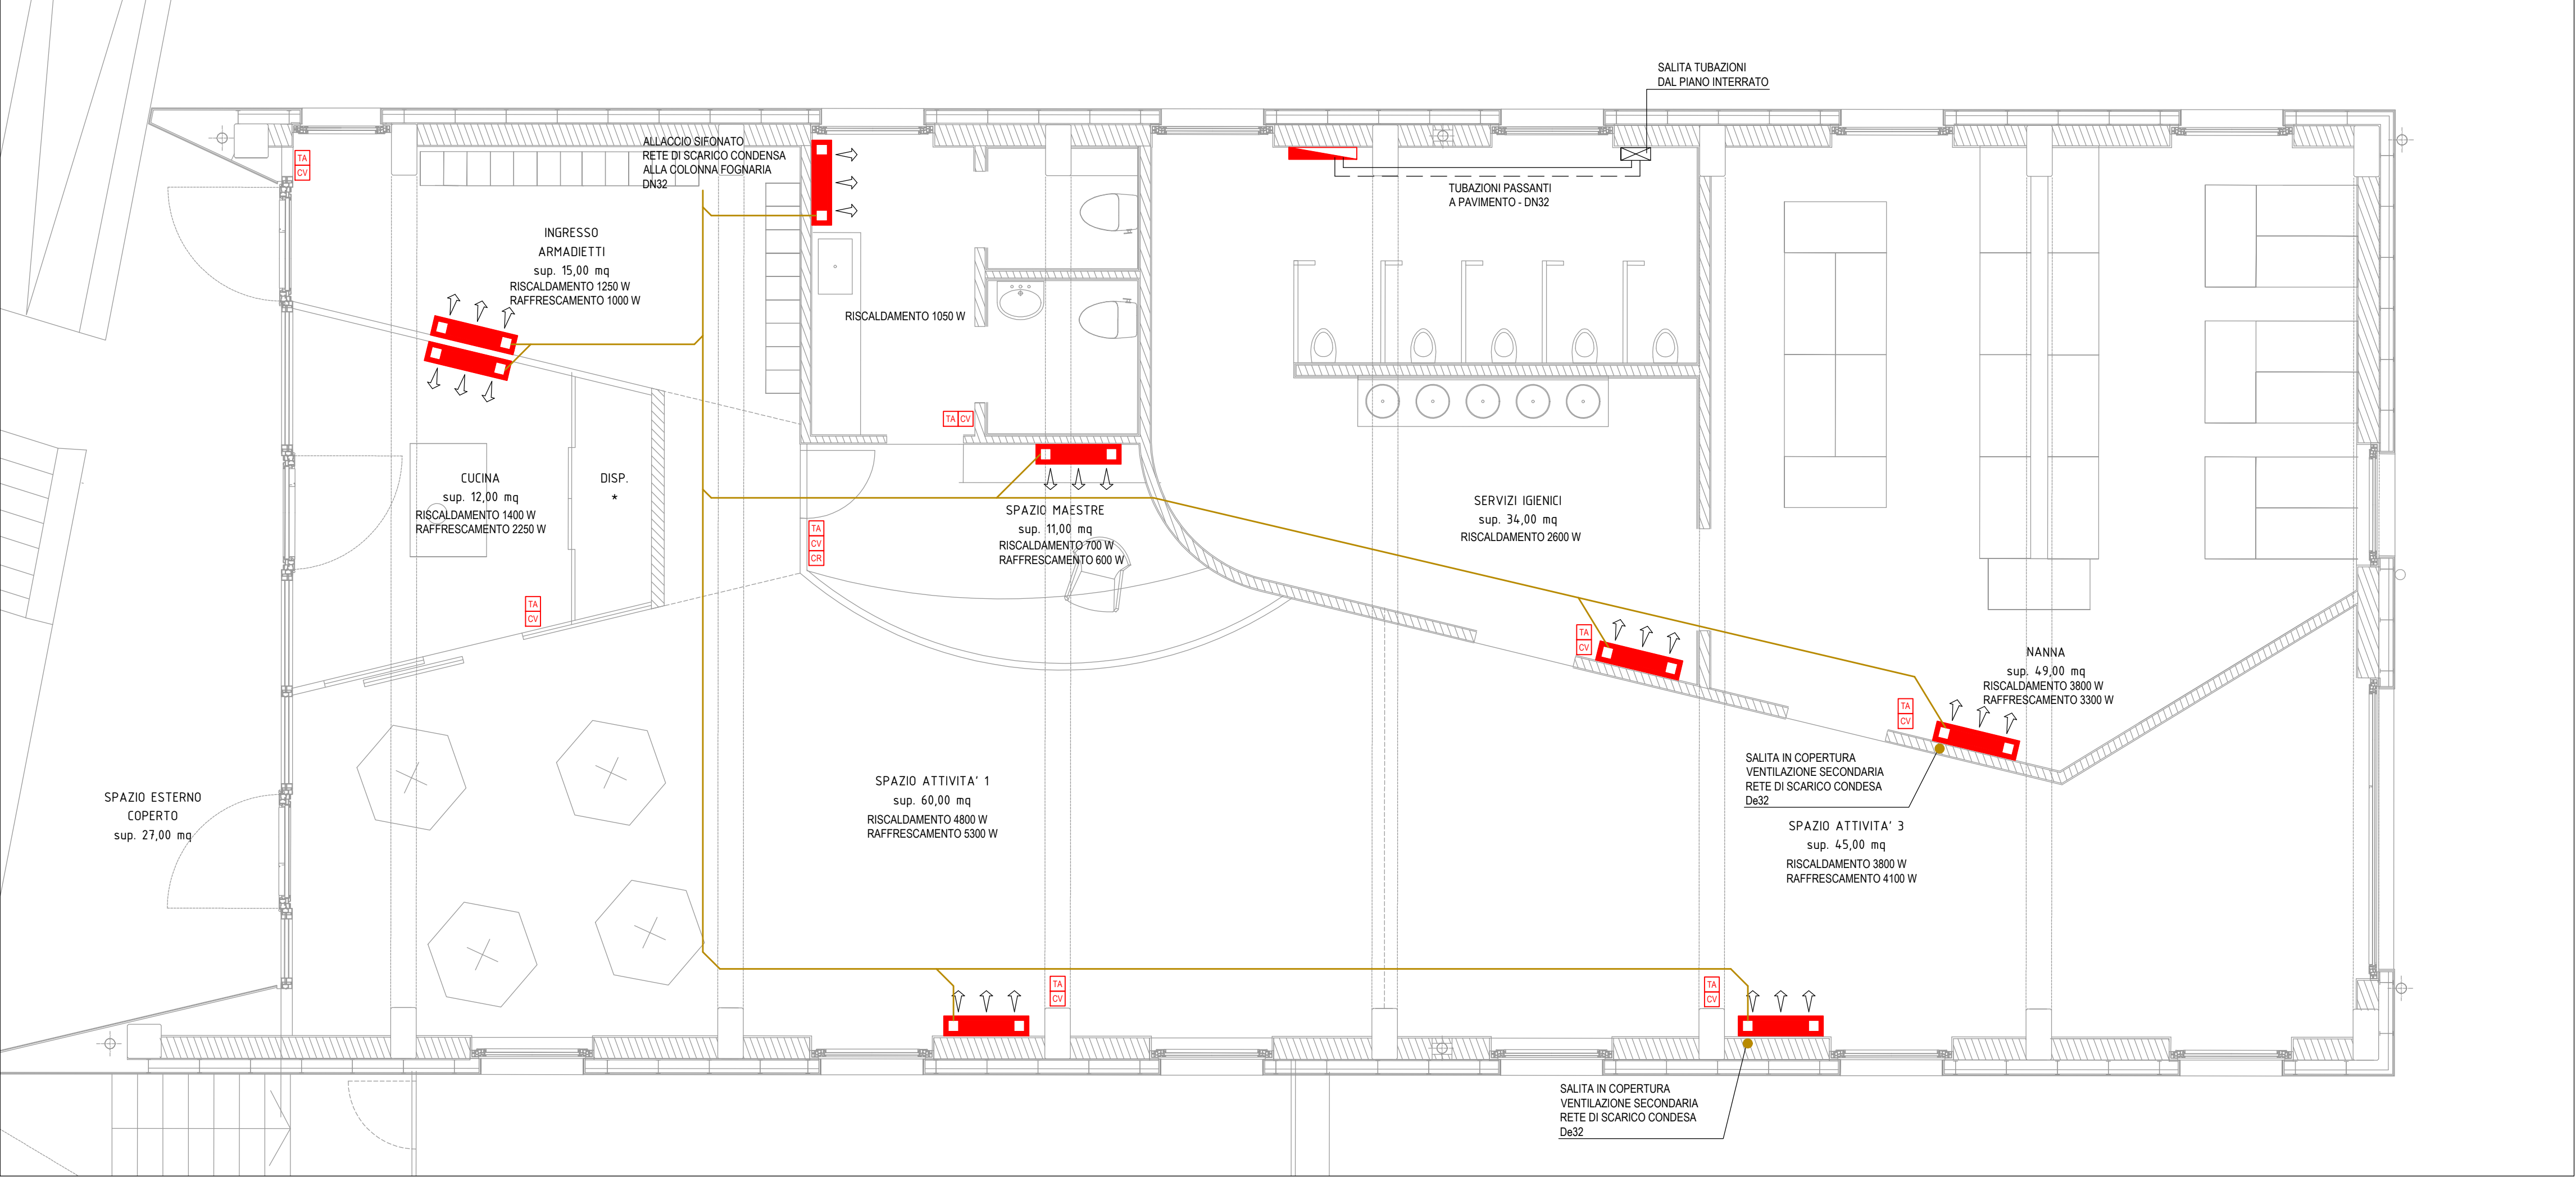 SALITA TUBAZIONI
DAL PIANO INTERRATO
ALLACCIO SIFONATO
RETE DI SCARICO CONDENSA
ALLA COLONNA FOGNARIA
DN32
TA
CV
TUBAZIONI PASSANTI
A PAVIMENTO - DN32
INGRESSO
ARMADIETTI
sup. 15,00 mq
RISCALDAMENTO 1250 W
RAFFRESCAMENTO 1000 W
RISCALDAMENTO 1050 W
TA CV
CUCINA
sup. 12,00 mq
RISCALDAMENTO 1400 W
RAFFRESCAMENTO 2250 W
DISP.
*
TA
CV
CR
SPAZIO MAESTRE
sup. 11,00 mq
RISCALDAMENTO 700 W
RAFFRESCAMENTO 600 W
SERVIZI IGIENICI
sup. 34,00 mq
RISCALDAMENTO 2600 W
TA
CV
TA
CV
NANNA
sup. 49,00 mq
RISCALDAMENTO 3800 W
RAFFRESCAMENTO 3300 W
TA
CV
SALITA IN COPERTURA
VENTILAZIONE SECONDARIA
RETE DI SCARICO CONDESA
De32
SPAZIO ESTERNO
COPERTO
sup. 27,00 mq
SPAZIO ATTIVITA' 1
sup. 60,00 mq
RISCALDAMENTO 4800 W
RAFFRESCAMENTO 5300 W
SPAZIO ATTIVITA' 3
sup. 45,00 mq
RISCALDAMENTO 3800 W
RAFFRESCAMENTO 4100 W
TA
CV
TA
CV
SALITA IN COPERTURA
VENTILAZIONE SECONDARIA
RETE DI SCARICO CONDESA
De32